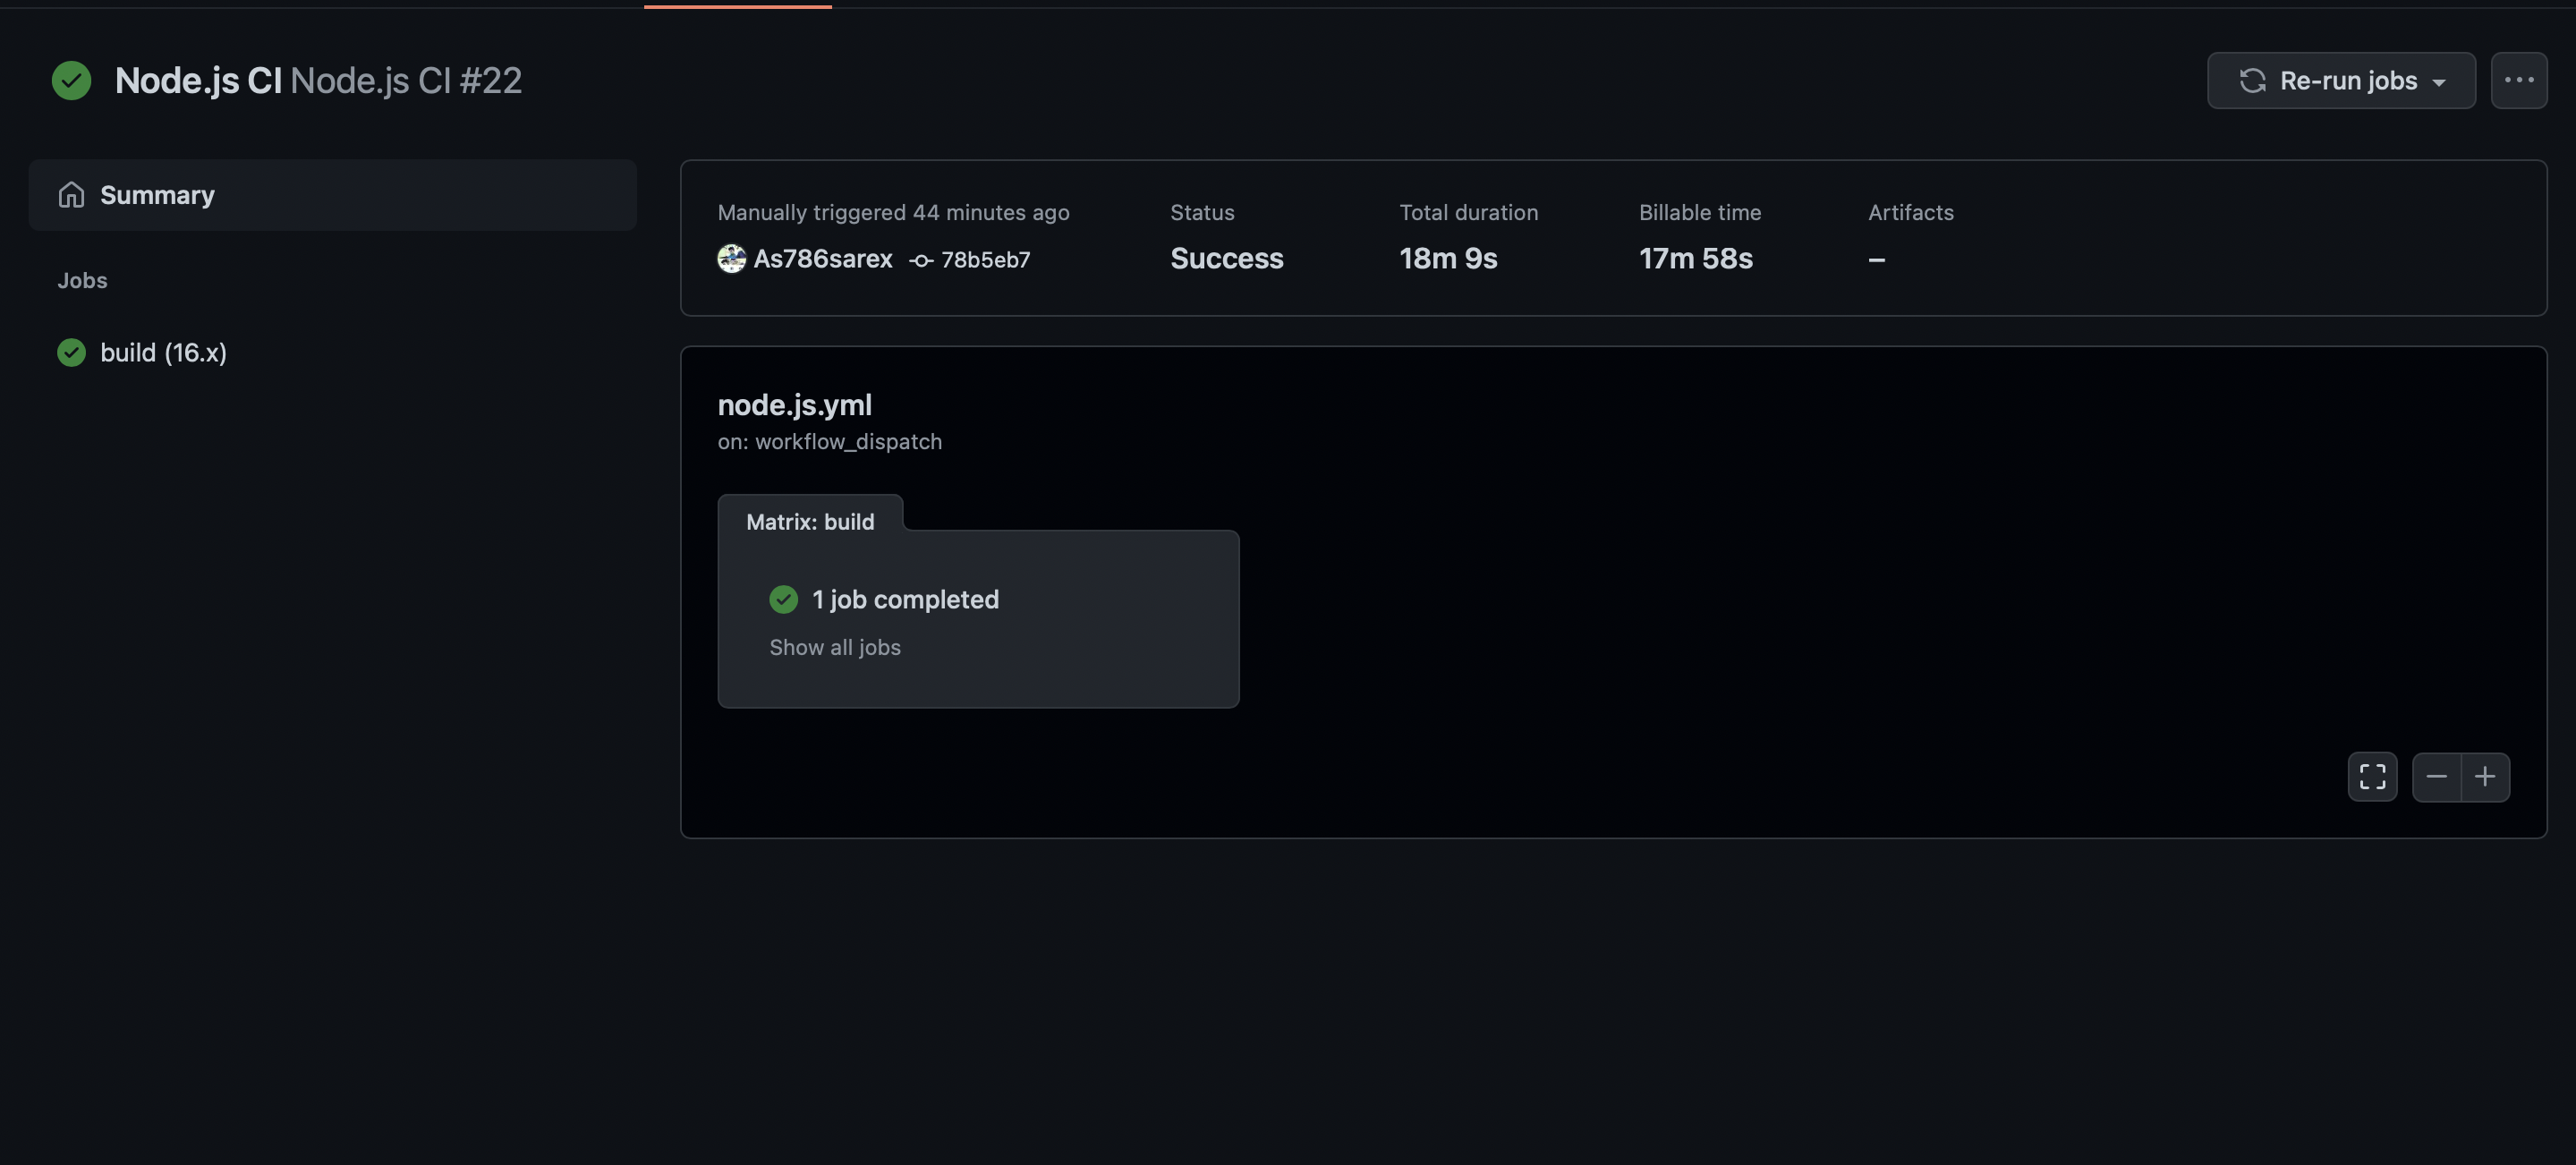 Node.js CI Node.js CI #22
Re-run jobs
Summary
Jobs
build (16.x)
Manually triggered 44 minutes ago
As786sarex 78b5eb7
Status
Success
Total duration
18m 9s
Billable time
17m 58s
Artifacts
–
node.js.yml
on: workflow_dispatch
Matrix: build
1 job completed
Show all jobs